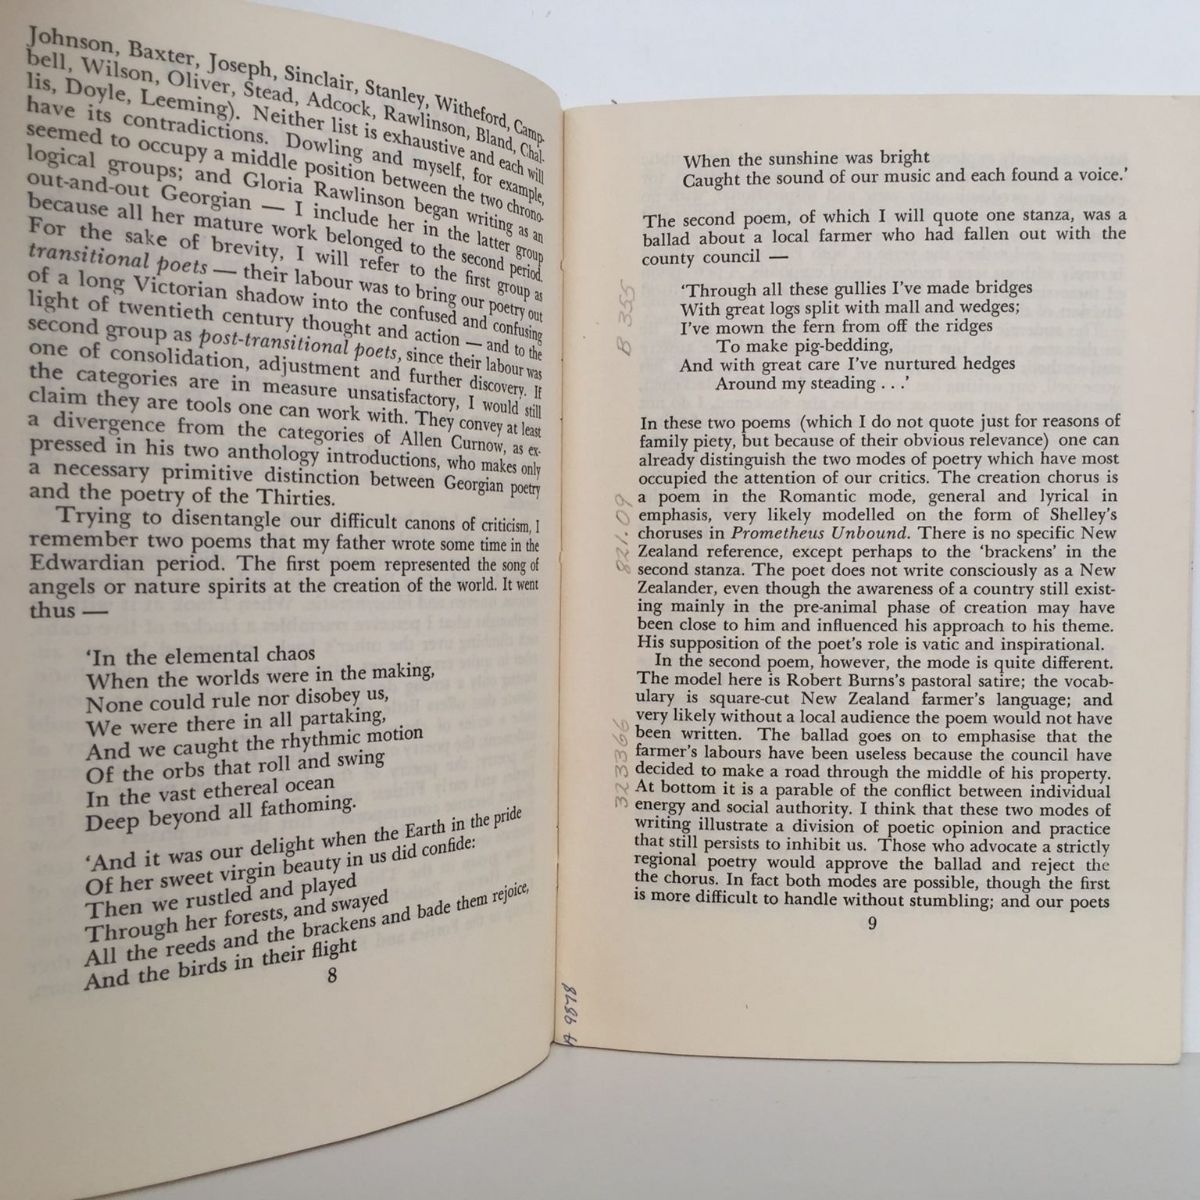 Johnson, Baxter, Joseph, Sinclair, Stanley, Witheford, Camp-
bell, Wilson, Oliver, Stead, Adcock, Rawlinson, Bland, Chal-
lis, Doyle, Leeming). Neither list is exhaustive and each will
have its contradictions. Dowling and myself, for example,
seemed to occupy a middle position between the two chrono-
logical groups; and Gloria Rawlinson began writing as an
out-and-out Georgian — I include her in the latter group
because all her mature work belonged to the second period.
For the sake of brevity, I will refer to the first group as
transitional poets — their labour was to bring our poetry out
of a long Victorian shadow into the confused and confusing
light of twentieth century thought and action — and to the
second group as post-transitional poets, since their labour was
one of consolidation, adjustment and further discovery. If
the categories are in measure unsatisfactory, I would still
claim they are tools one can work with. They convey at least
a divergence from the categories of Allen Curnow, as ex-
pressed in his two anthology introductions, who makes only
a necessary primitive distinction between Georgian poetry
and the poetry of the Thirties.
Trying to disentangle our difficult canons of criticism, I
remember two poems that my father wrote some time in the
Edwardian period. The first poem represented the song of
angels or nature spirits at the creation of the world. It went
thus —
‘In the elemental chaos
When the worlds were in the making,
None could rule nor disobey us,
We were there in all partaking,
And we caught the rhythmic motion
Of the orbs that roll and swing
In the vast ethereal ocean
Deep beyond all fathoming.
‘And it was our delight when the Earth in the pride
Of her sweet virgin beauty in us did confide:
Then we rustled and played
Through her forests, and swayed
All the reeds and the brackens and bade them rejoice,
And the birds in their flight
8
When the sunshine was bright
Caught the sound of our music and each found a voice.’
The second poem, of which I will quote one stanza, was a
ballad about a local farmer who had fallen out with the
county council —
‘Through all these gullies I've made bridges
With great logs split with mall and wedges;
I've mown the fern from off the ridges
To make pig-bedding,
And with great care I've nurtured hedges
Around my steading . . .’
In these two poems (which I do not quote just for reasons of
family piety, but because of their obvious relevance) one can
already distinguish the two modes of poetry which have most
occupied the attention of our critics. The creation chorus is
a poem in the Romantic mode, general and lyrical in
emphasis, very likely modelled on the form of Shelley's
choruses in Prometheus Unbound. There is no specific New
Zealand reference, except perhaps to the ‘brackens’ in the
second stanza. The poet does not write consciously as a New
Zealander, even though the awareness of a country still exist-
ing mainly in the pre-animal phase of creation may have
been close to him and influenced his approach to his theme.
His supposition of the poet's role is vatic and inspirational.
In the second poem, however, the mode is quite different.
The model here is Robert Burns's pastoral satire; the vocab-
ulary is square-cut New Zealand farmer's language; and
very likely without a local audience the poem would not have
been written. The ballad goes on to emphasise that the
farmer's labours have been useless because the council have
decided to make a road through the middle of his property.
At bottom it is a parable of the conflict between individual
energy and social authority. I think that these two modes of
writing illustrate a division of poetic opinion and practice
that still persists to inhibit us. Those who advocate a strictly
regional poetry would approve the ballad and reject the
the chorus. In fact both modes are possible, though the first
is more difficult to handle without stumbling; and our poets
9
B 355
821.09
323366